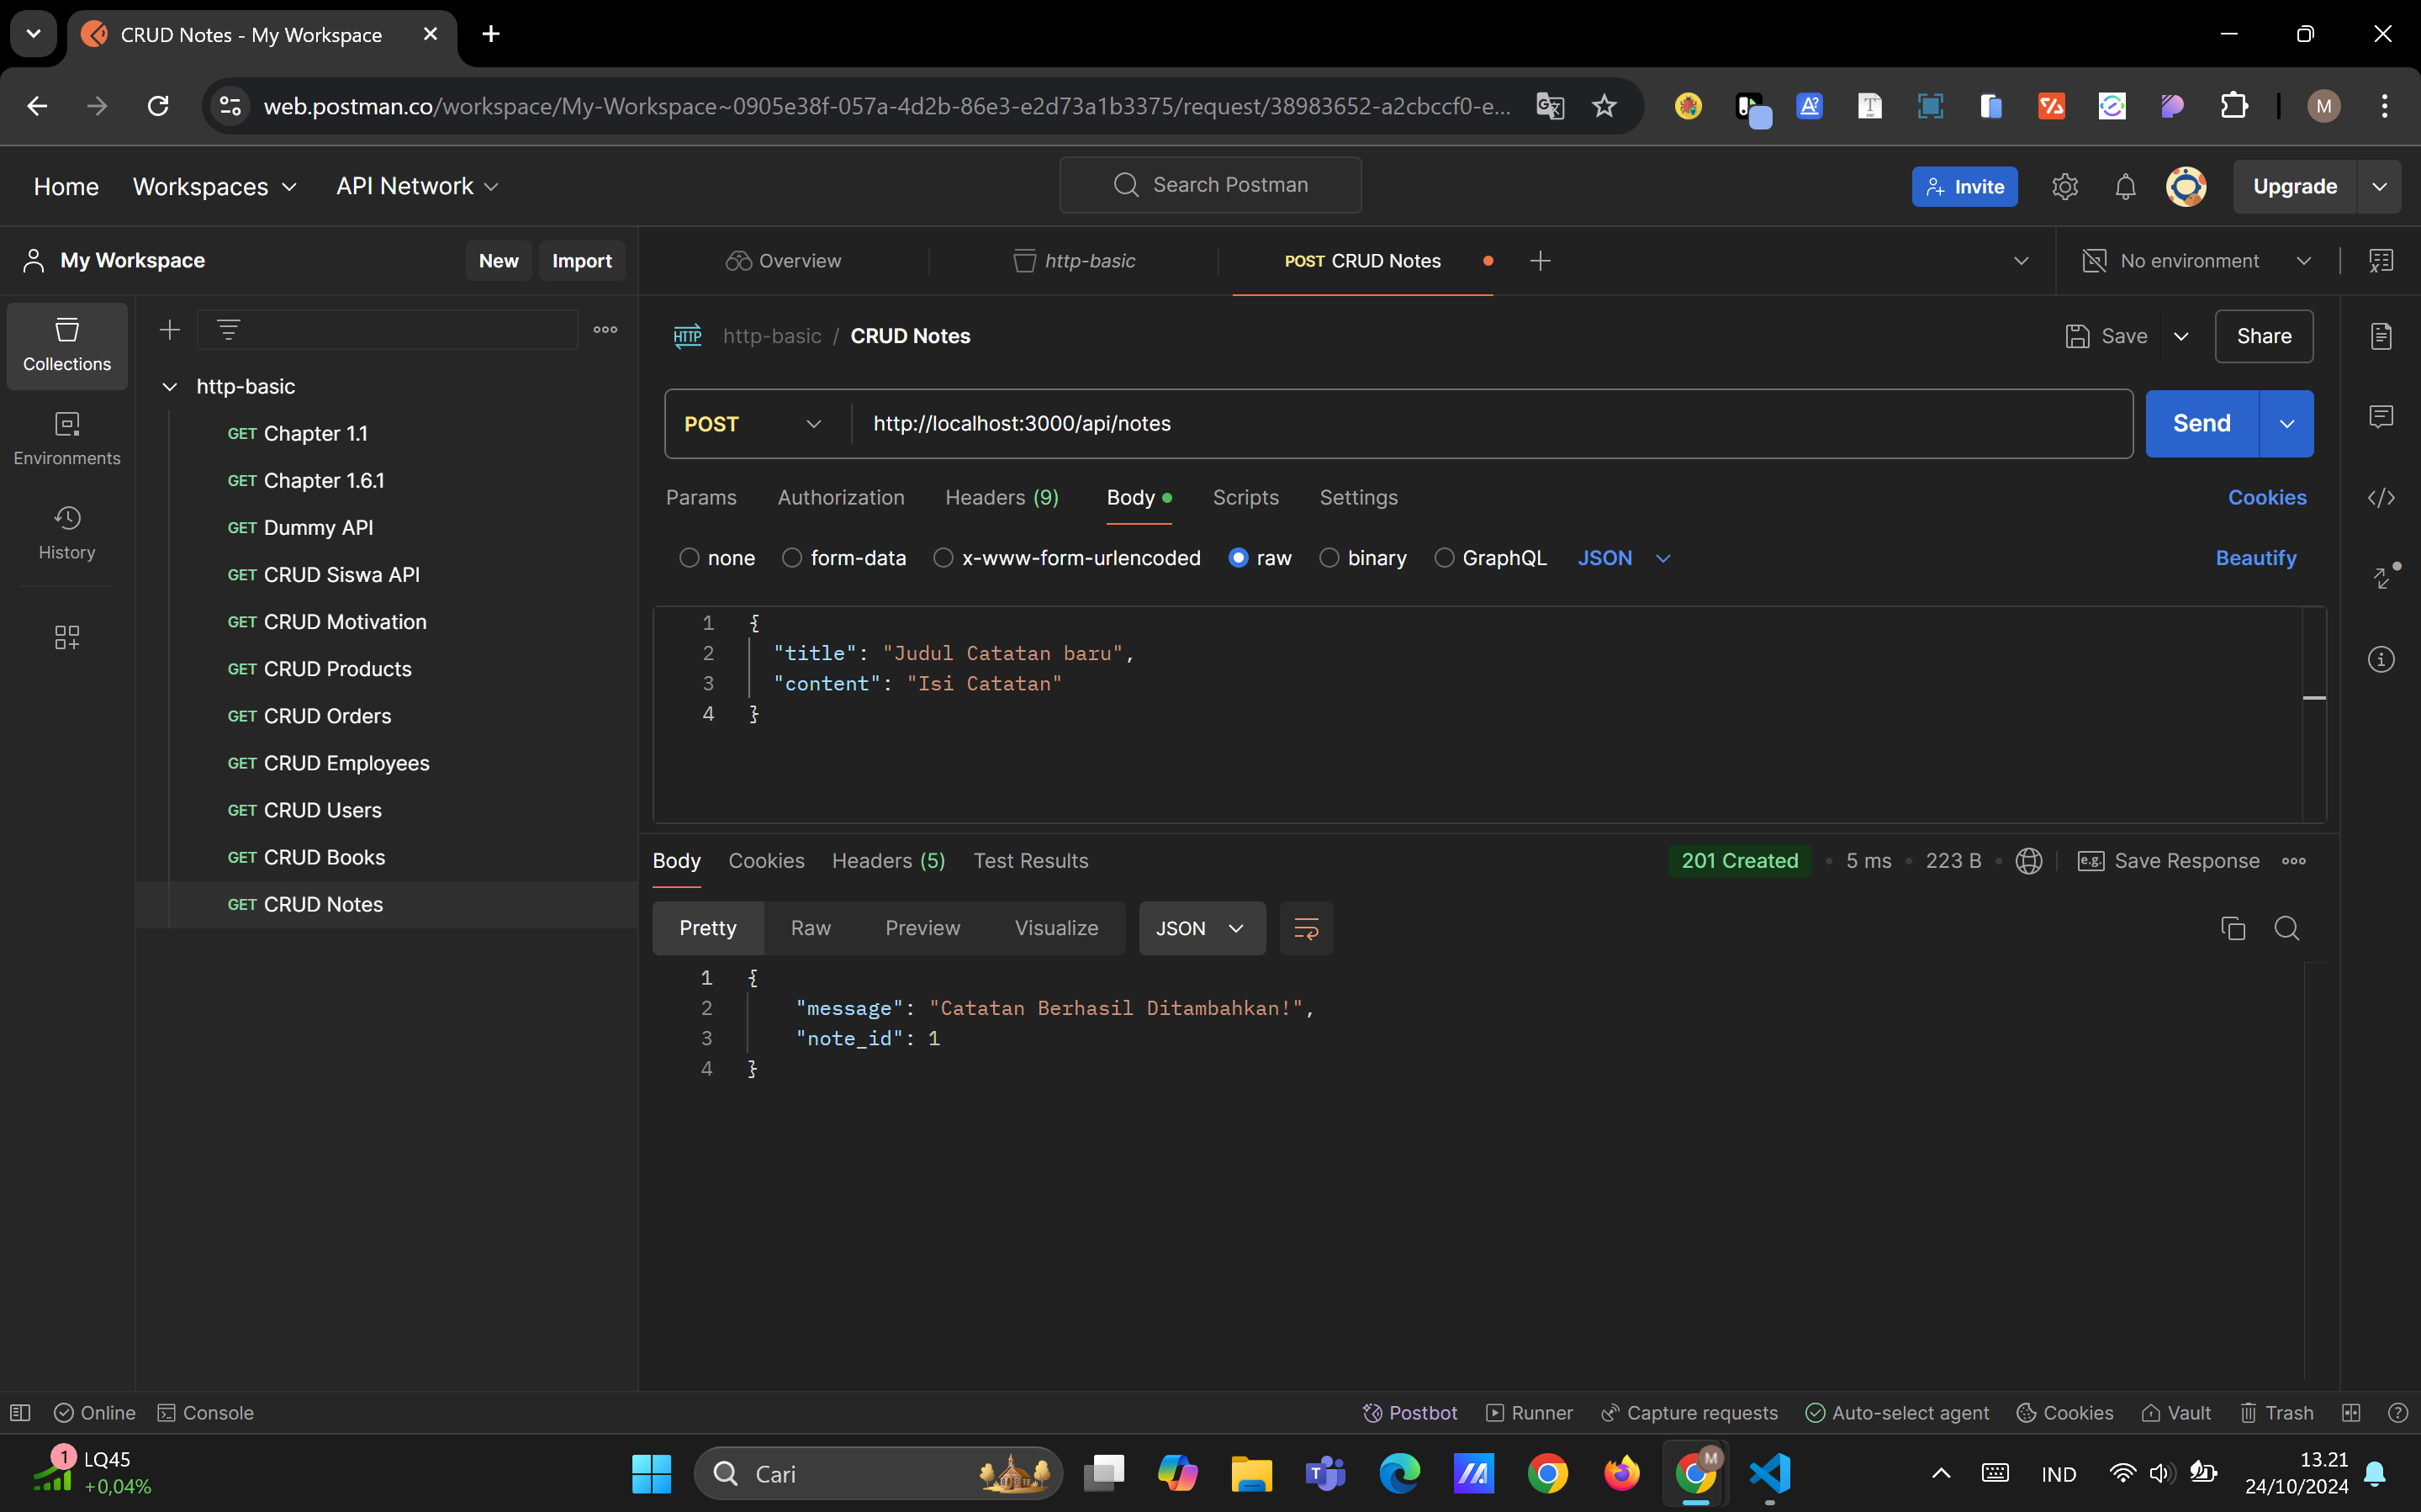 CRUD Notes - My Workspace
web.postman.co/workspace/My-Workspace~0905e38f-057a-4d2b-86e3-e2d73a1b3375/request/38983652-a2cbccf0-e...
M
Home Workspaces API Network
Search Postman
Invite
Upgrade
My Workspace
New
Import
Overview
http-basic
POST CRUD Notes
No environment
Collections
Environments
History
http-basic
GET Chapter 1.1
GET Chapter 1.6.1
GET Dummy API
GET CRUD Siswa API
GET CRUD Motivation
GET CRUD Products
GET CRUD Orders
GET CRUD Employees
GET CRUD Users
GET CRUD Books
GET CRUD Notes
HTTP http-basic / CRUD Notes
Save
Share
POST http://localhost:3000/api/notes
Send
Params Authorization Headers (9) Body Scripts Settings
Cookies
none form-data x-www-form-urlencoded raw binary GraphQL JSON
Beautify
1 {
2 "title": "Judul Catatan baru",
3 "content": "Isi Catatan"
4 }
Body Cookies Headers (5) Test Results
201 Created 5 ms 223 B
e.g. Save Response
Pretty Raw Preview Visualize JSON
1 {
2 "message": "Catatan Berhasil Ditambahkan!",
3 "note_id": 1
4 }
Online Console
Postbot Runner Capture requests Auto-select agent Cookies Vault Trash
1 LQ45
+0,04%
Cari
M
IND
13.21
24/10/2024